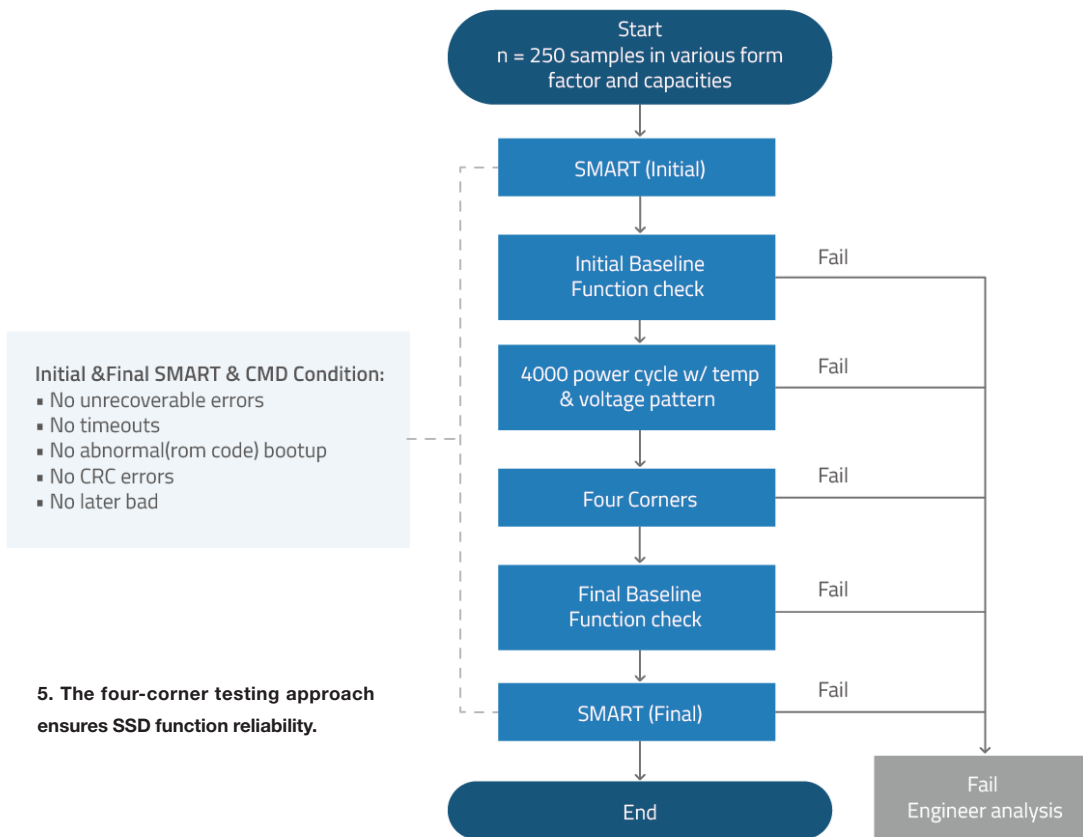 Start
n = 250 samples in various form
factor and capacities
SMART (Initial)
Initial Baseline
Function check
Fail
4000 power cycle w/ temp
& voltage pattern
Fail
Four Corners
Fail
Final Baseline
Function check
Fail
SMART (Final)
Fail
End
Fail
Engineer analysis
Initial &Final SMART & CMD Condition:
▪ No unrecoverable errors
▪ No timeouts
▪ No abnormal(rom code) bootup
▪ No CRC errors
▪ No later bad
5. The four-corner testing approach
ensures SSD function reliability.